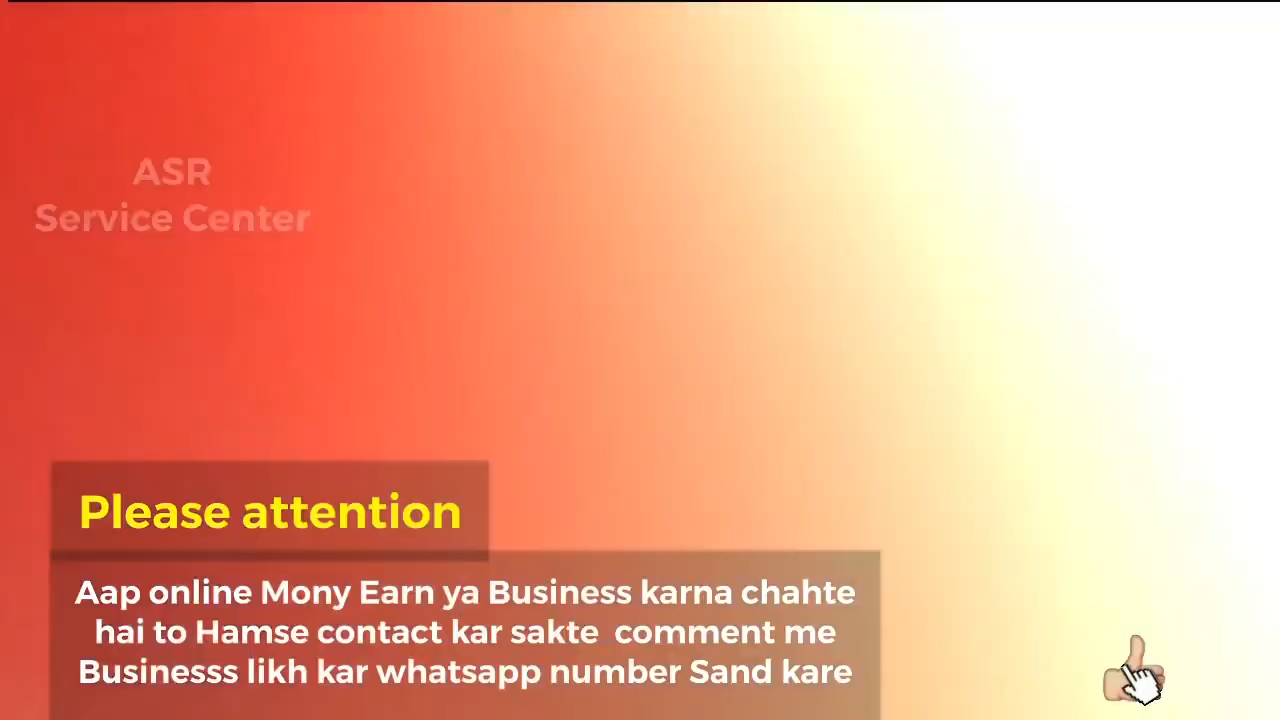 ASR
Service Center
Please attention
Aap online Mony Earn ya Business karna chahte
hai to Hamse contact kar sakte comment me
Businesss likh kar whatsapp number Sand kare